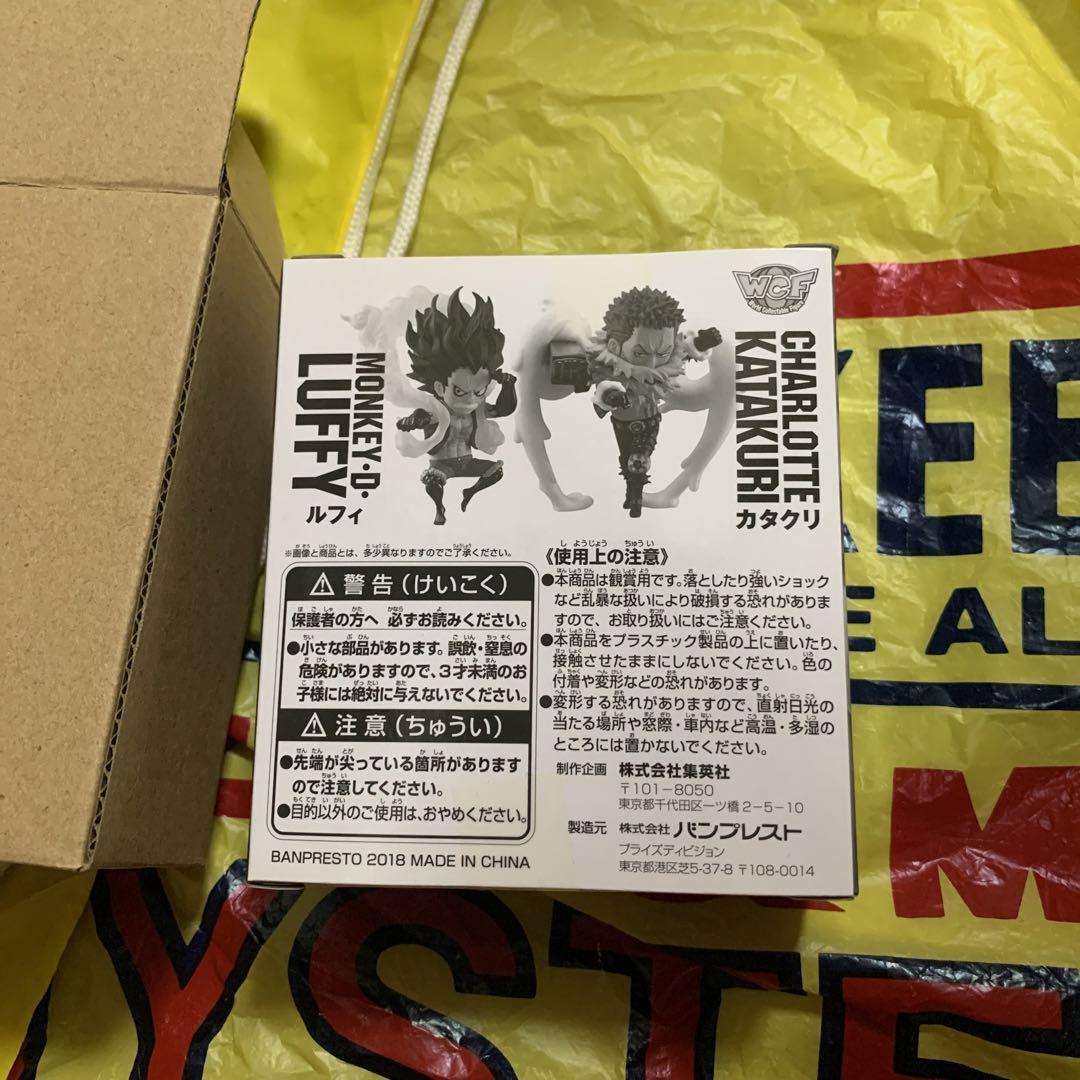 WCF
World Collectable Figure
MONKEY・D・
LUFFY
ルフィ
CHARLOTTE
KATAKURI
カタクリ
※画像と商品とは、多少異なりますのでご了承ください。
⚠警告(けいこく)
保護者の方へ 必ずお読みください。
●小さな部品があります。誤飲・窒息の
危険がありますので、3才未満のお
子様には絶対に与えないでください。
⚠注意(ちゅうい)
●先端が尖っている箇所があります
ので注意してください。
●目的以外のご使用は、おやめください。
BANPRESTO 2018 MADE IN CHINA
《使用上の注意》
●本商品は観賞用です。落としたり強いショック
など乱暴な扱いにより破損する恐れがありま
すので、お取り扱いにはご注意ください。
●本商品をプラスチック製品の上に置いたり、
接触させたままにしないでください。色の
付着や変形などの恐れがあります。
●変形する恐れがありますので、直射日光の
当たる場所や窓際・車内など高温・多湿の
ところには置かないでください。
制作企画 株式会社集英社
〒101-8050
東京都千代田区一ツ橋2-5-10
製造元 株式会社 バンプレスト
プライズディビジョン
東京都港区芝5-37-8 〒108-0014
EE
E AL
& M
YSTE